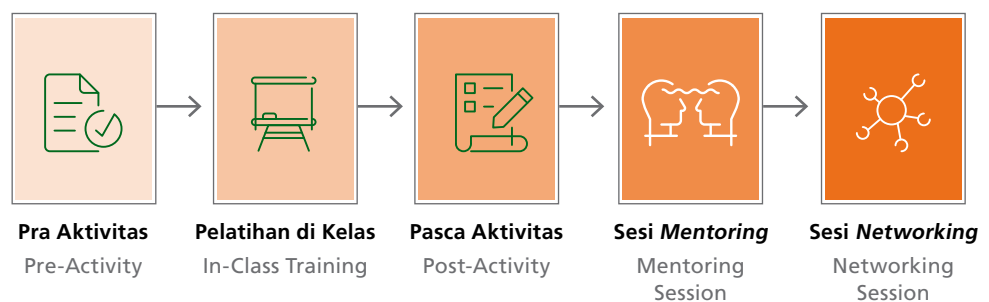 Pra Aktivitas
Pre-Activity
Pelatihan di Kelas
In-Class Training
Pasca Aktivitas
Post-Activity
Sesi Mentoring
Mentoring
Session
Sesi Networking
Networking
Session